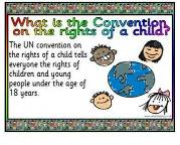 What is the Convention
on the rights of a child?
The UN convention on
the rights of a child tells
everyone the rights of
children and young
people under the age of
18 years.